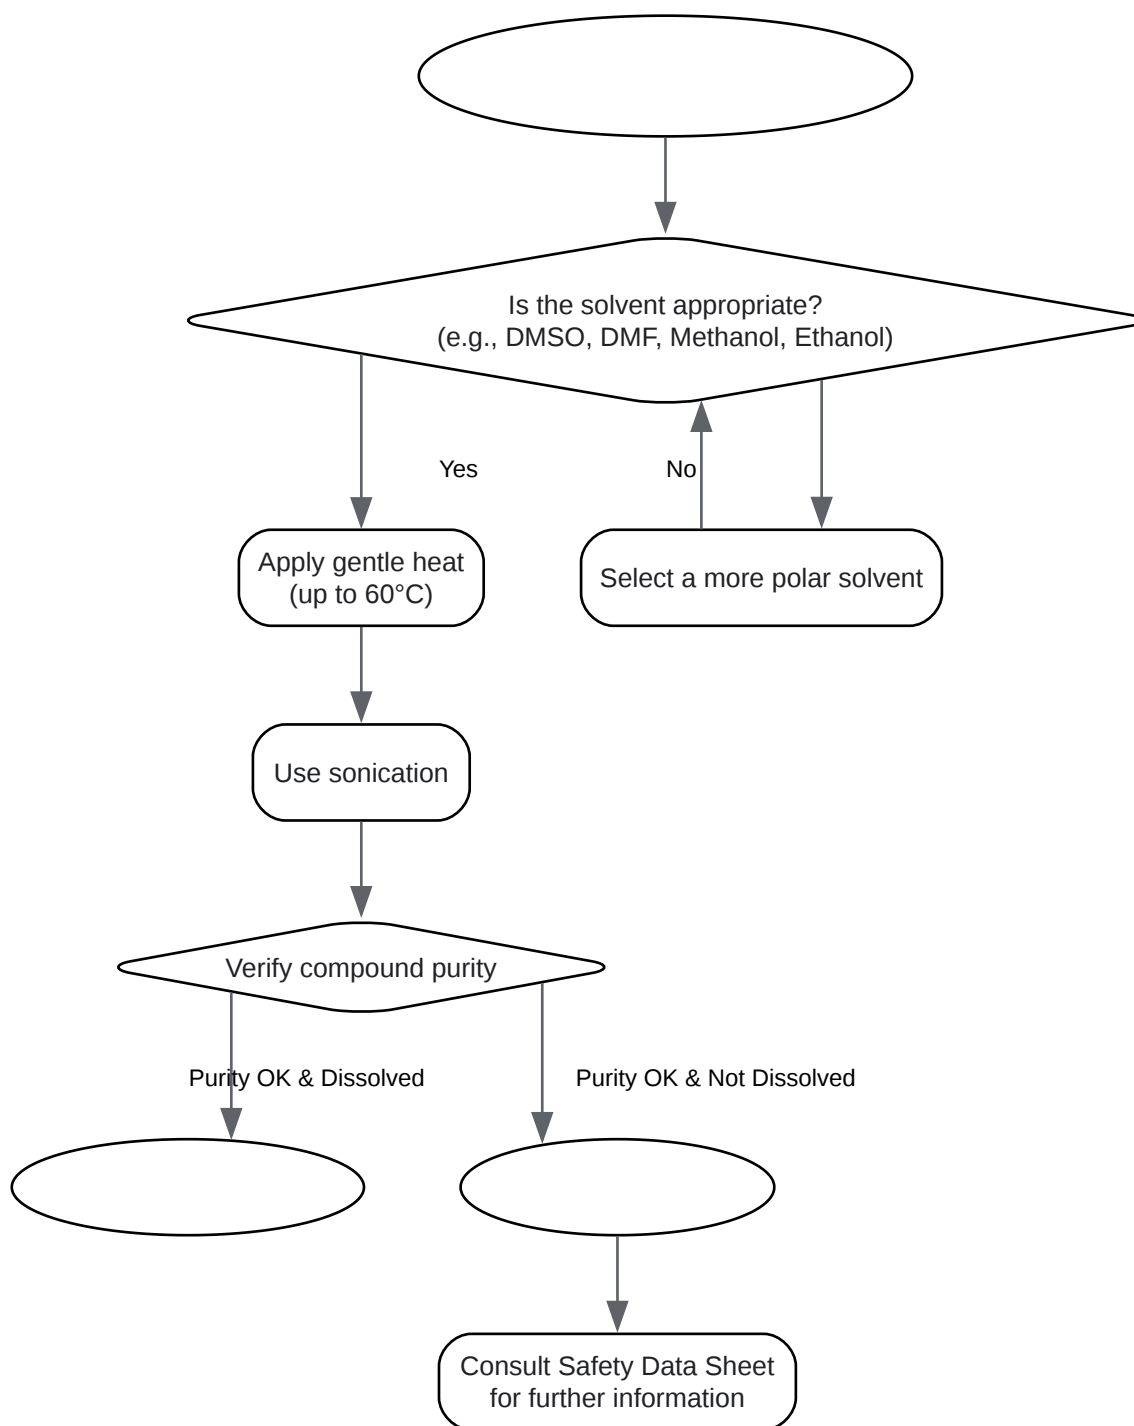 Is the solvent appropriate?
(e.g., DMSO, DMF, Methanol, Ethanol)
Yes
No
Apply gentle heat
(up to 60°C)
Select a more polar solvent
Use sonication
Verify compound purity
Purity OK & Dissolved
Purity OK & Not Dissolved
Consult Safety Data Sheet
for further information